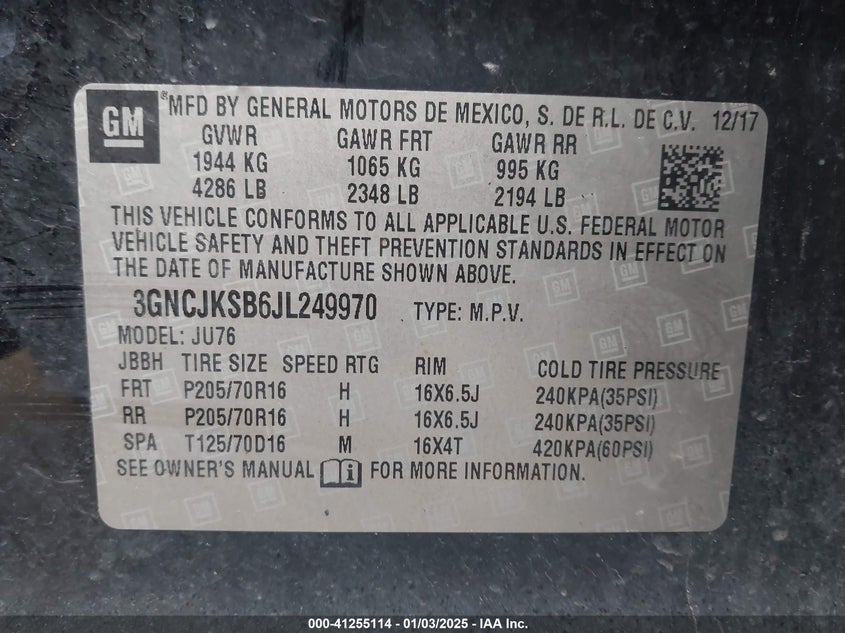 GM
®MFD BY GENERAL MOTORS DE MEXICO, S. DE R.L. DE C.V. 12/17
GVWR GAWR FRT GAWR RR
1944 KG 1065 KG 995 KG
4286 LB 2348 LB 2194 LB
THIS VEHICLE CONFORMS TO ALL APPLICABLE U.S. FEDERAL MOTOR
VEHICLE SAFETY AND THEFT PREVENTION STANDARDS IN EFFECT ON
THE DATE OF MANUFACTURE SHOWN ABOVE.
3GNCJKSB6JL249970 TYPE: M.P.V.
MODEL: JU76
JBBH TIRE SIZE SPEED RTG RIM COLD TIRE PRESSURE
FRT P205/70R16 H 16X6.5J 240KPA(35PSI)
RR P205/70R16 H 16X6.5J 240KPA(35PSI)
SPA T125/70D16 M 16X4T 420KPA(60PSI)
SEE OWNER'S MANUAL i FOR MORE INFORMATION.
000-41255114 - 01/03/2025 - IAA Inc.